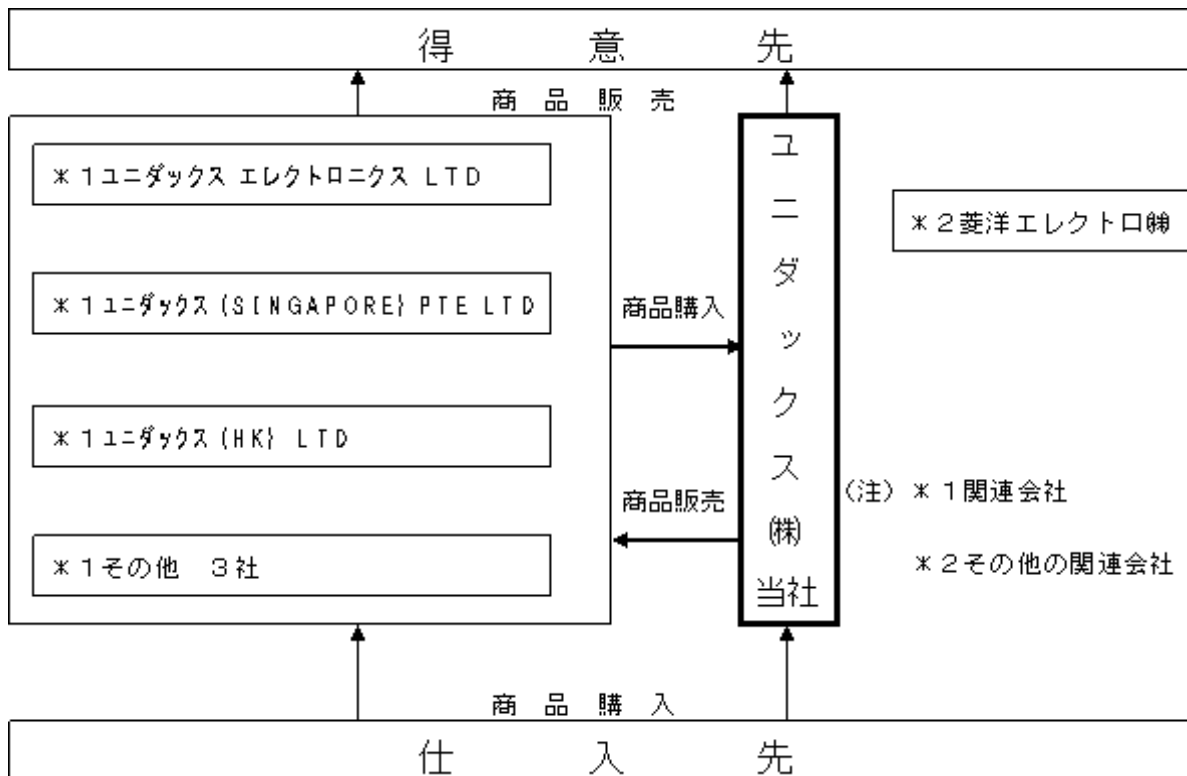 得意先
商品販売
*1ユニダックス エレクトロニクス LTD
*1ユニダックス(SINGAPORE) PTE LTD
*1ユニダックス(HK) LTD
*1その他 3社
商品購入
商品販売
ユニダックス㈱当社
*2菱洋エレクトロ㈱
(注) *1関連会社
*2その他の関連会社
商品購入
仕入先